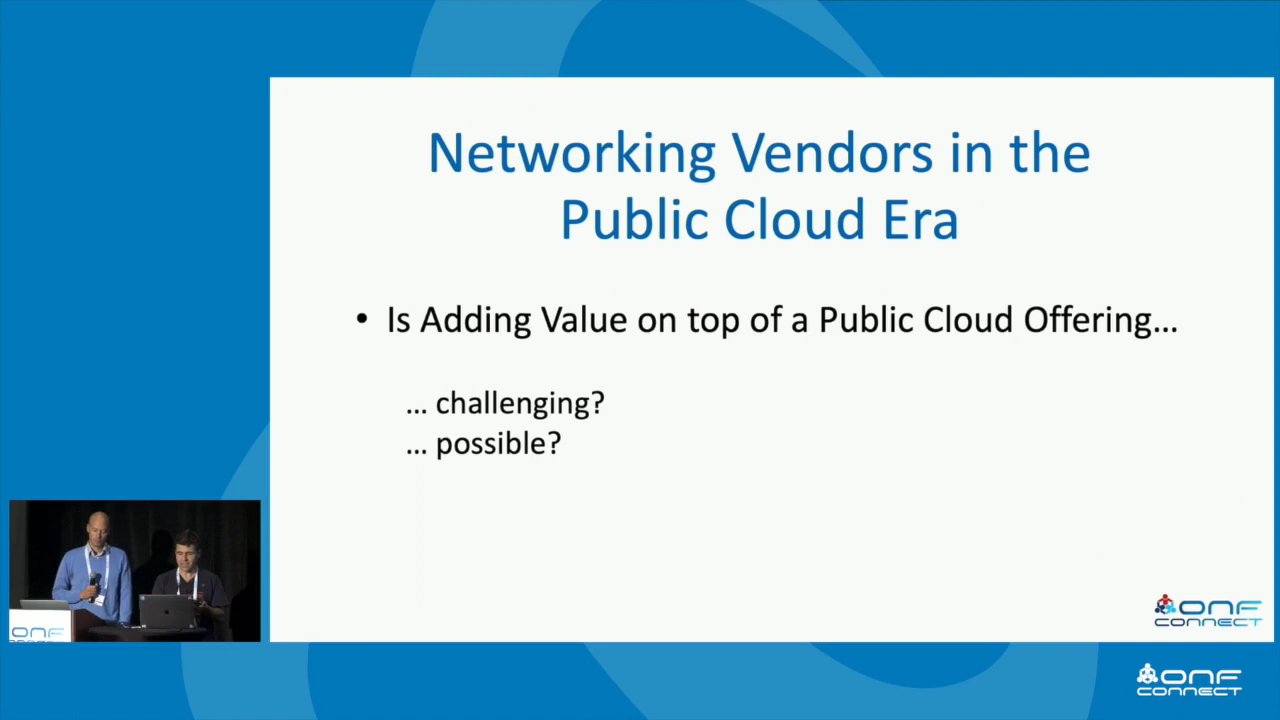 Networking Vendors in the
Public Cloud Era
• Is Adding Value on top of a Public Cloud Offering...
... challenging?
... possible?
ONF
CONNECT
ONF
CONNECT
ONF